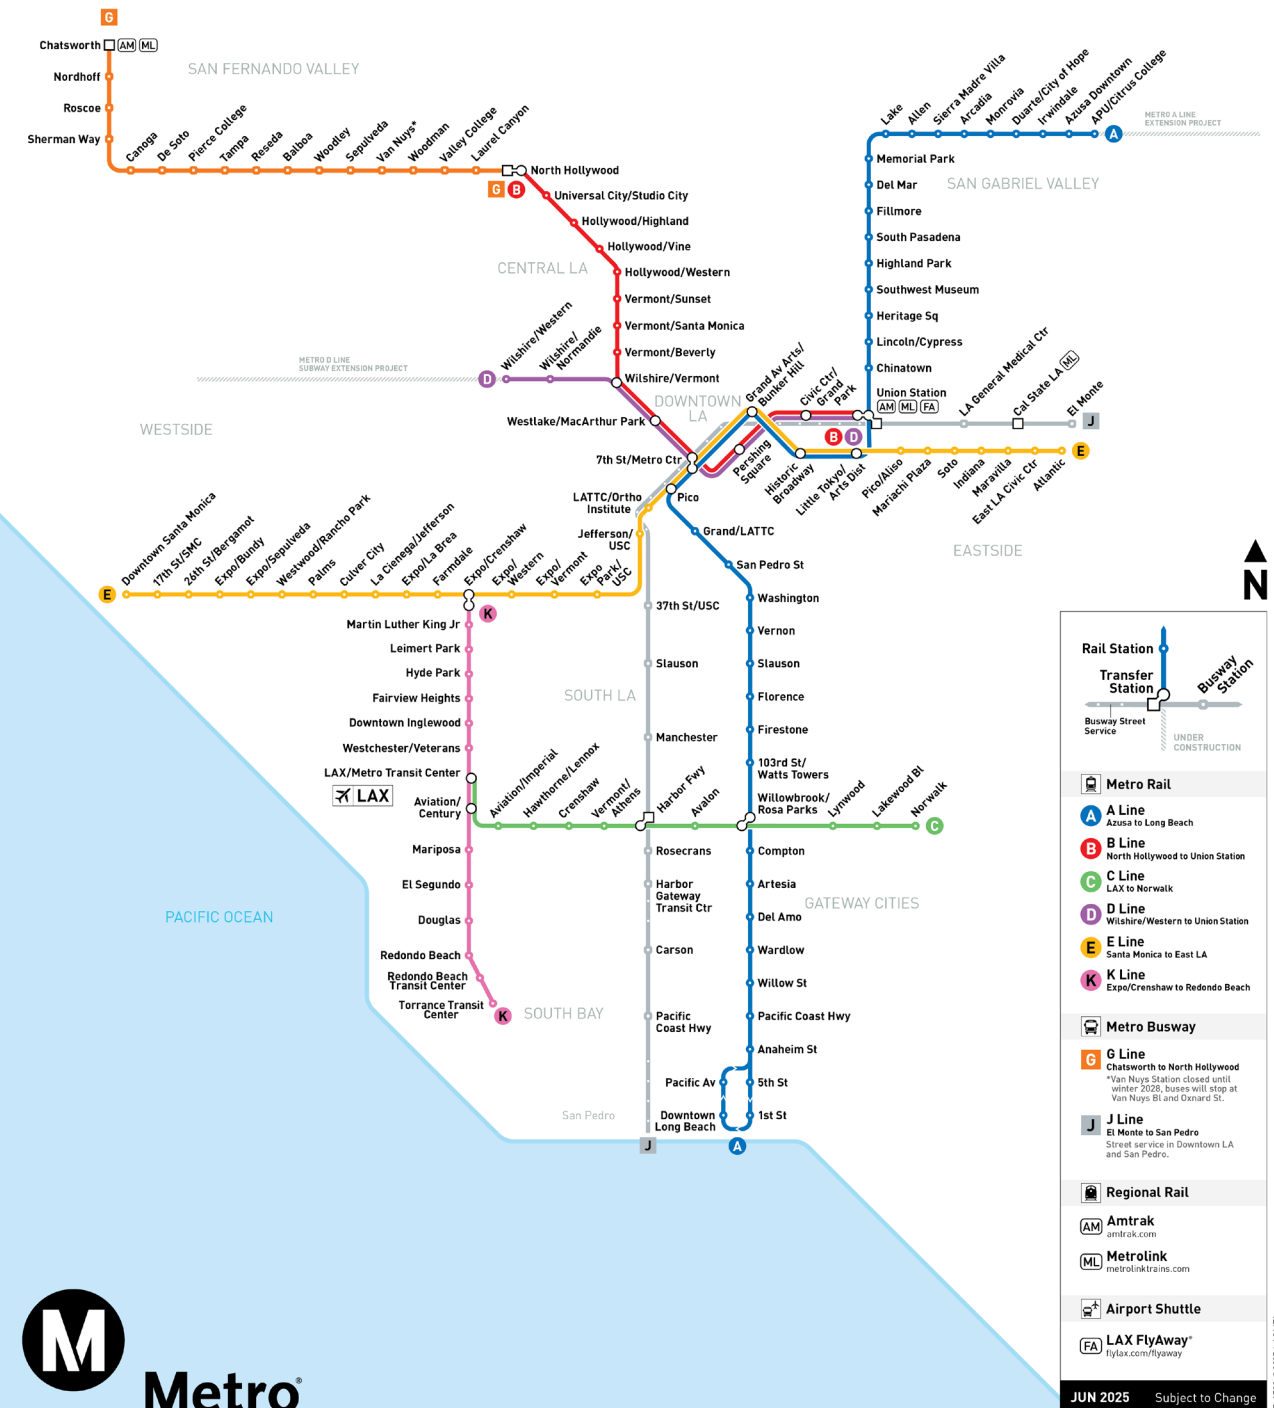 G
Chatsworth
AM
ML
Nordhoff
Roscoe
Sherman Way
SAN FERNANDO VALLEY
Canoga
De Soto
Pierce College
Tampa
Reseda
Balboa
Woodley
Sepulveda
Van Nuys*
Woodman
Valley College
Laurel Canyon
North Hollywood
G
B
Universal City/Studio City
Hollywood/Highland
Hollywood/Vine
CENTRAL LA
Hollywood/Western
Vermont/Sunset
Vermont/Santa Monica
Vermont/Beverly
Wilshire/Vermont
Lake
Allen
Sierra Madre Villa
Arcadia
Monrovia
Duarte/City of Hope
Irwindale
Azusa Downtown
APU/Citrus College
A
METRO A LINE
EXTENSION PROJECT
Memorial Park
Del Mar
SAN GABRIEL VALLEY
Fillmore
South Pasadena
Highland Park
Southwest Museum
Heritage Sq
Lincoln/Cypress
Chinatown
Union Station
AM
ML
FA
METRO D LINE
SUBWAY EXTENSION PROJECT
D
Wilshire/Western
Wilshire/
Normandie
WESTSIDE
DOWNTOWN
LA
Westlake/MacArthur Park
7th St/Metro Ctr
Grand Av Arts/
Bunker Hill
Civic Ctr/
Grand
Park
B
D
LA General Medical Ctr
Cal State LA
ML
El Monte
J
Pershing
Square
Historic
Broadway
Little Tokyo/
Arts Dist
Pico/Aliso
Mariachi Plaza
Soto
Indiana
Maravilla
East LA Civic Ctr
Atlantic
E
EASTSIDE
LATTC/Ortho
Institute
Pico
Jefferson/
USC
Grand/LATTC
San Pedro St
E
Downtown Santa Monica
17th St/SMC
26th St/Bergamot
Expo/Bundy
Expo/Sepulveda
Westwood/Rancho Park
Palms
Culver City
La Cienega/Jefferson
Expo/La Brea
Farmdale
Expo/Crenshaw
Expo/
Western
Expo/
Vermont
Expo
Park/
USC
K
Martin Luther King Jr
Leimert Park
Hyde Park
Fairview Heights
Downtown Inglewood
Westchester/Veterans
LAX/Metro Transit Center
LAX
Aviation/
Century
Mariposa
El Segundo
Douglas
Redondo Beach
Redondo Beach
Transit Center
Torrance Transit
Center
K
SOUTH BAY
Aviation/Imperial
Hawthorne/Lennox
Crenshaw
Vermont/
Athens
Harbor Fwy
Avalon
Willowbrook/
Rosa Parks
Lynwood
Lakewood Bl
Norwalk
C
SOUTH LA
37th St/USC
Slauson
Manchester
Rosecrans
Harbor
Gateway
Transit Ctr
Carson
Pacific
Coast Hwy
San Pedro
J
Washington
Vernon
Slauson
Florence
Firestone
103rd St/
Watts Towers
Compton
Artesia
GATEWAY CITIES
Del Amo
Wardlow
Willow St
Pacific Coast Hwy
Anaheim St
Pacific Av
5th St
Downtown
Long Beach
1st St
A
PACIFIC OCEAN
N
Rail Station
Transfer
Station
Busway
Station
Busway Street
Service
UNDER
CONSTRUCTION
Metro Rail
A
A Line
Azusa to Long Beach
B
B Line
North Hollywood to Union Station
C
C Line
LAX to Norwalk
D
D Line
Wilshire/Western to Union Station
E
E Line
Santa Monica to East LA
K
K Line
Expo/Crenshaw to Redondo Beach
Metro Busway
G
G Line
Chatsworth to North Hollywood
*Van Nuys Station closed until
winter 2028, buses will stop at
Van Nuys Bl and Oxnard St.
J
J Line
El Monte to San Pedro
Street service in Downtown LA
and San Pedro.
Regional Rail
AM
Amtrak
amtrak.com
ML
Metrolink
metrolinktrains.com
Airport Shuttle
FA
LAX FlyAway®
flylax.com/flyaway
JUN 2025
Subject to Change
M
Metro®